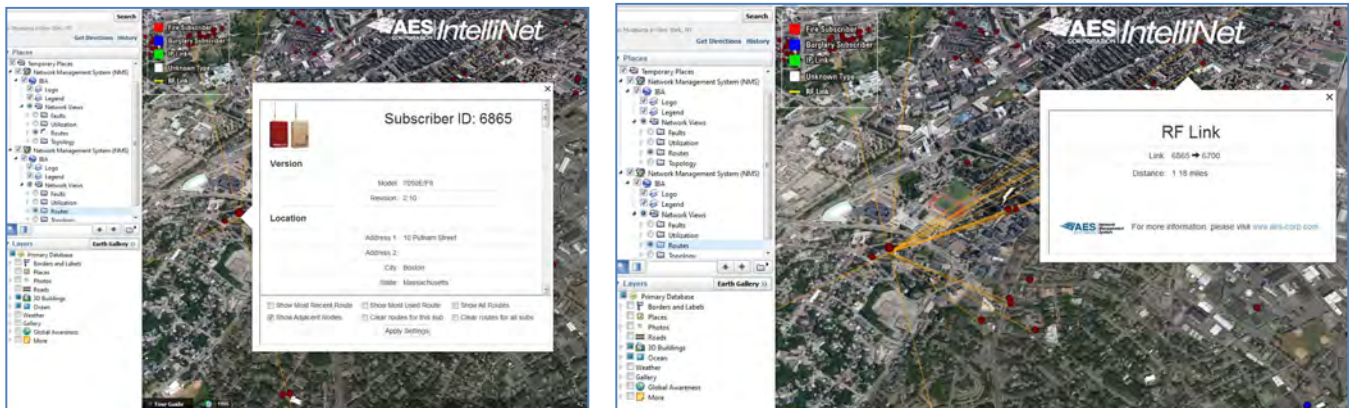 Search
Get Directions History
Places
Temporary Places
Network Management System (NMS)
IBA
Logo
Legend
Network Views
Faults
Utilization
Routes
Topology
Network Management System (NMS)
IBA
Logo
Legend
Network Views
Faults
Utilization
Routes
Topology
Layers
Earth Gallery
Primary Database
Borders and Labels
Places
Photos
Roads
3D Buildings
Ocean
Weather
Gallery
Global Awareness
More
Fire Subscriber
Burglary Subscriber
IP Link
Unknown Type
RF Link
AES IntelliNet
CORPORATION
Subscriber ID: 6865
Version
Model 7050E/F8
Revision 2.10
Location
Address 1 10 Putnam Street
Address 2
City Boston
State Massachusetts
Show Most Recent Route Show Most Used Route Show All Routes
Show Adjacent Nodes Clear routes for this sub Clear routes for all subs
Apply Settings
Tour Guide
Search
Get Directions History
Places
Temporary Places
Network Management System (NMS)
IBA
Logo
Legend
Network Views
Faults
Utilization
Routes
Topology
Network Management System (NMS)
IBA
Logo
Legend
Network Views
Faults
Utilization
Routes
Topology
Layers
Earth Gallery
Primary Database
Borders and Labels
Places
Photos
Roads
3D Buildings
Ocean
Weather
Gallery
Global Awareness
More
Fire Subscriber
Burglary Subscriber
IP Link
Unknown Type
RF Link
AES IntelliNet
CORPORATION
RF Link
Link 6865 ➔ 6700
Distance: 1.16 miles
AES Network Management System
For more information, please visit www.aes-corp.com